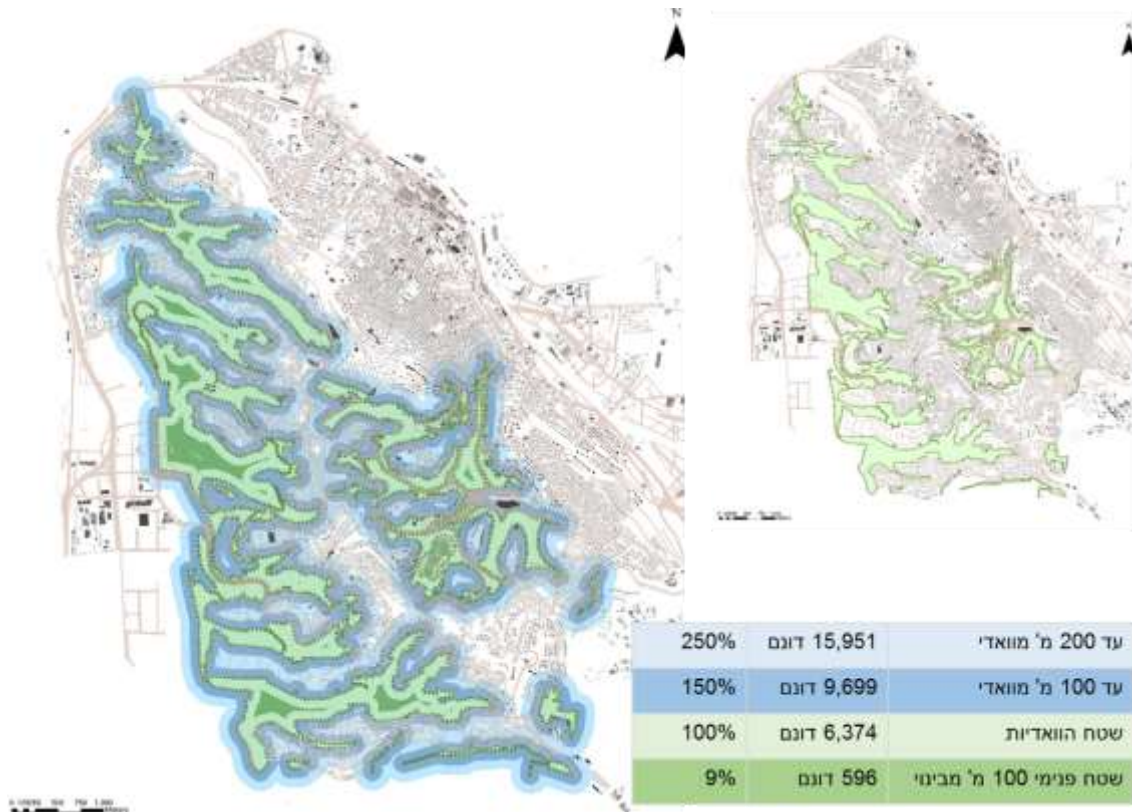 N
עד 200 מ' מוואדי 15,951 דונם 250%
עד 100 מ' מוואדי 9,699 דונם 150%
שטח הוואדיות 6,374 דונם 100%
שטח פנימי 100 מ' מבינוי 596 דונם 9%